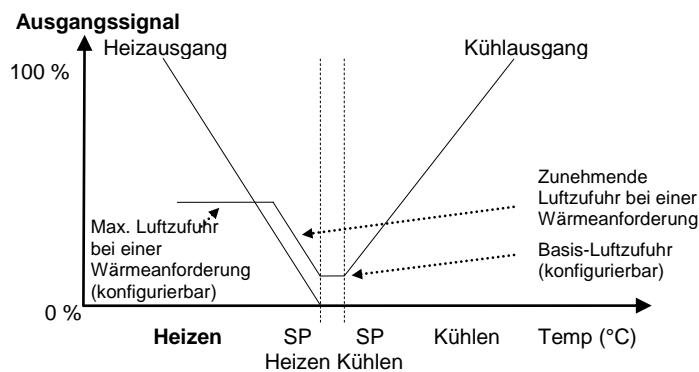 Ausgangssignal
Heizausgang
Kühlausgang
100 %
Zunehmende
Luftzufuhr bei einer
Wärmeanforderung
Max. Luftzufuhr
bei einer
Wärmeanforderung
(konfigurierbar)
Basis-Luftzufuhr
(konfigurierbar)
0 %
Heizen SP SP Kühlen Temp (°C)
Heizen Kühlen